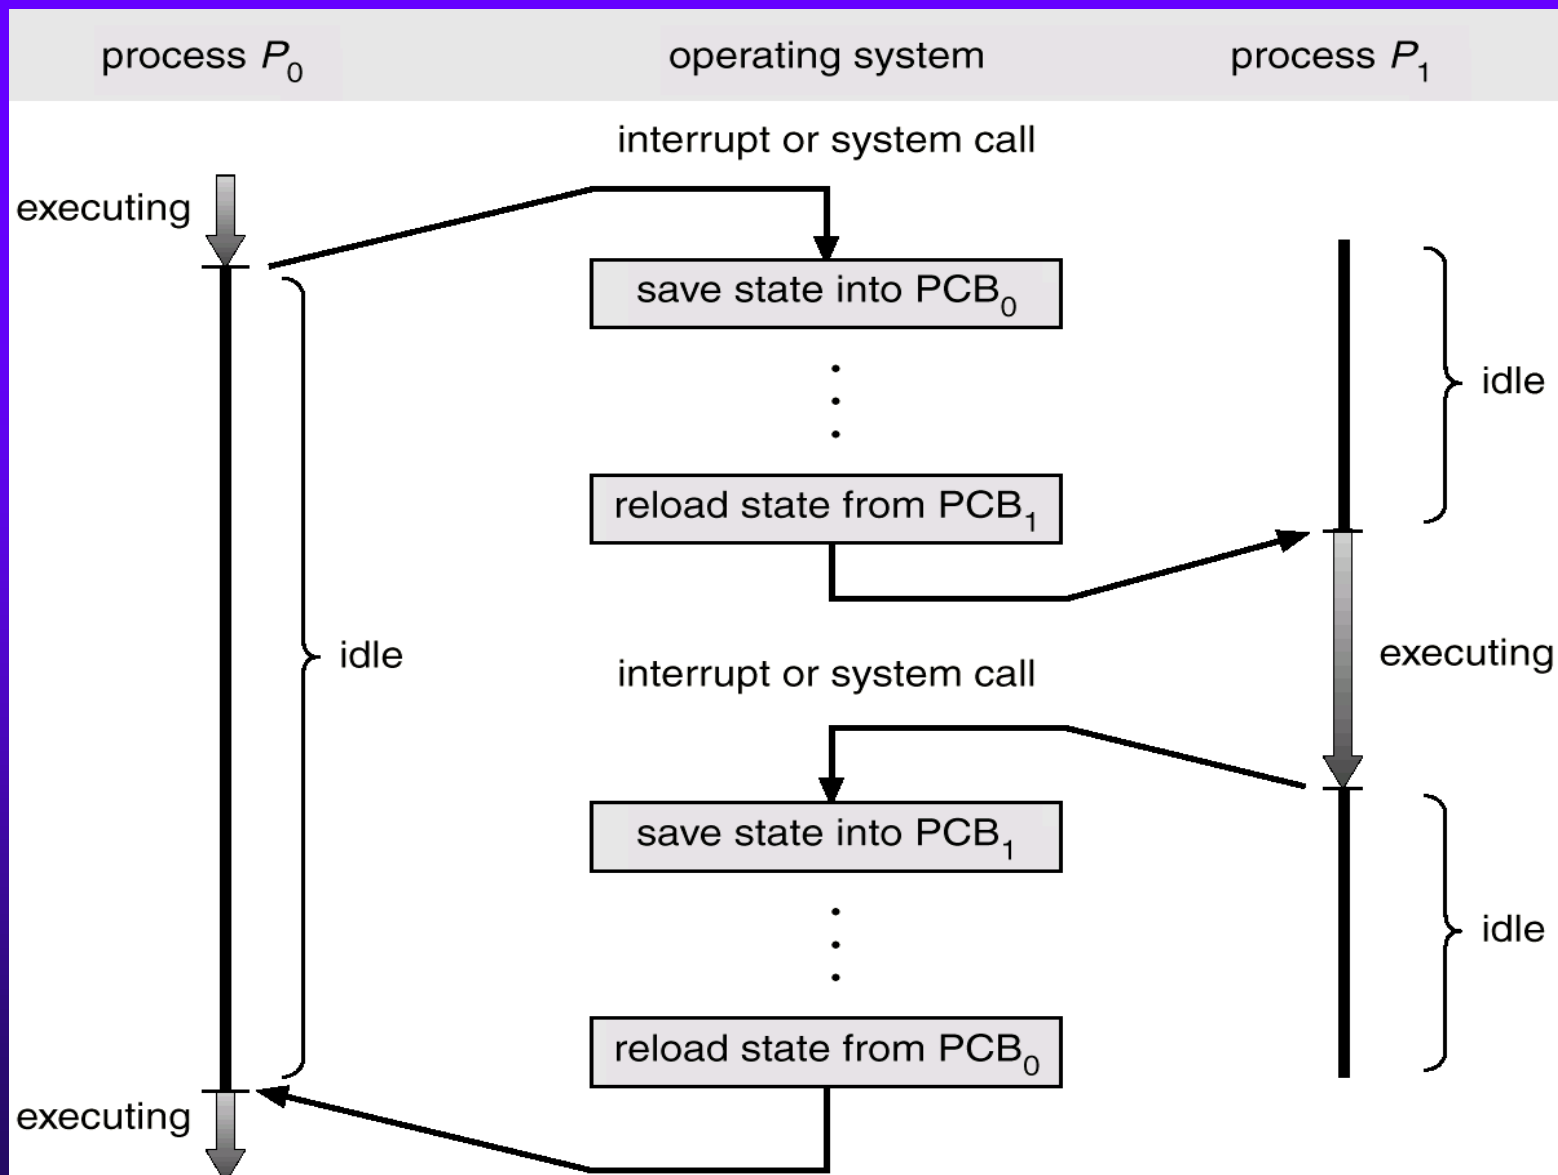 process P₀
operating system
process P₁
interrupt or system call
executing
save state into PCB₀
idle
reload state from PCB₁
idle
interrupt or system call
executing
save state into PCB₁
idle
reload state from PCB₀
executing